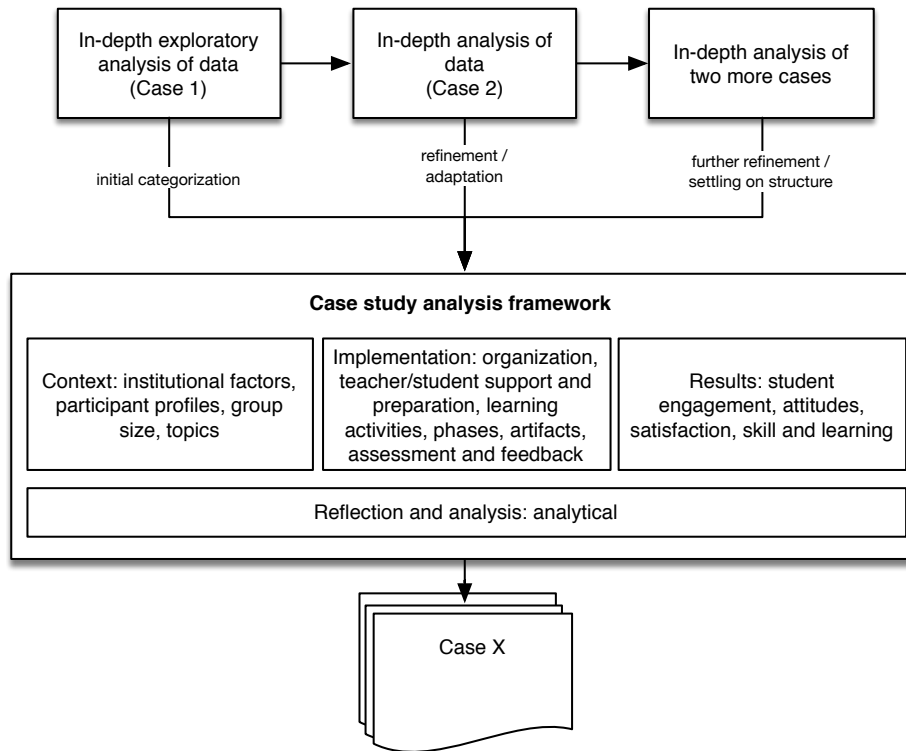 In-depth exploratory
analysis of data
(Case 1)
In-depth analysis of
data
(Case 2)
In-depth analysis of
two more cases
initial categorization
refinement /
adaptation
further refinement /
settling on structure
Case study analysis framework
Context: institutional factors,
participant profiles, group
size, topics
Implementation: organization,
teacher/student support and
preparation, learning
activities, phases, artifacts,
assessment and feedback
Results: student
engagement, attitudes,
satisfaction, skill and learning
Reflection and analysis: analytical
Case X